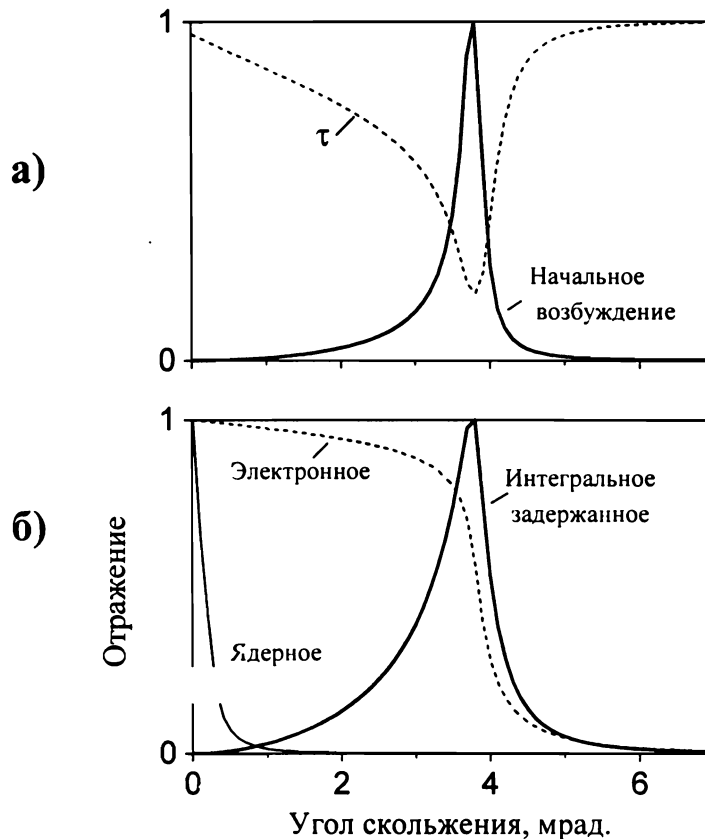 а)
1
τ
Начальное
возбуждение
0
б)
1
Электронное
Интегральное
задержанное
Отражение
Ядерное
0
0 2 4 6
Угол скольжения, мрад.